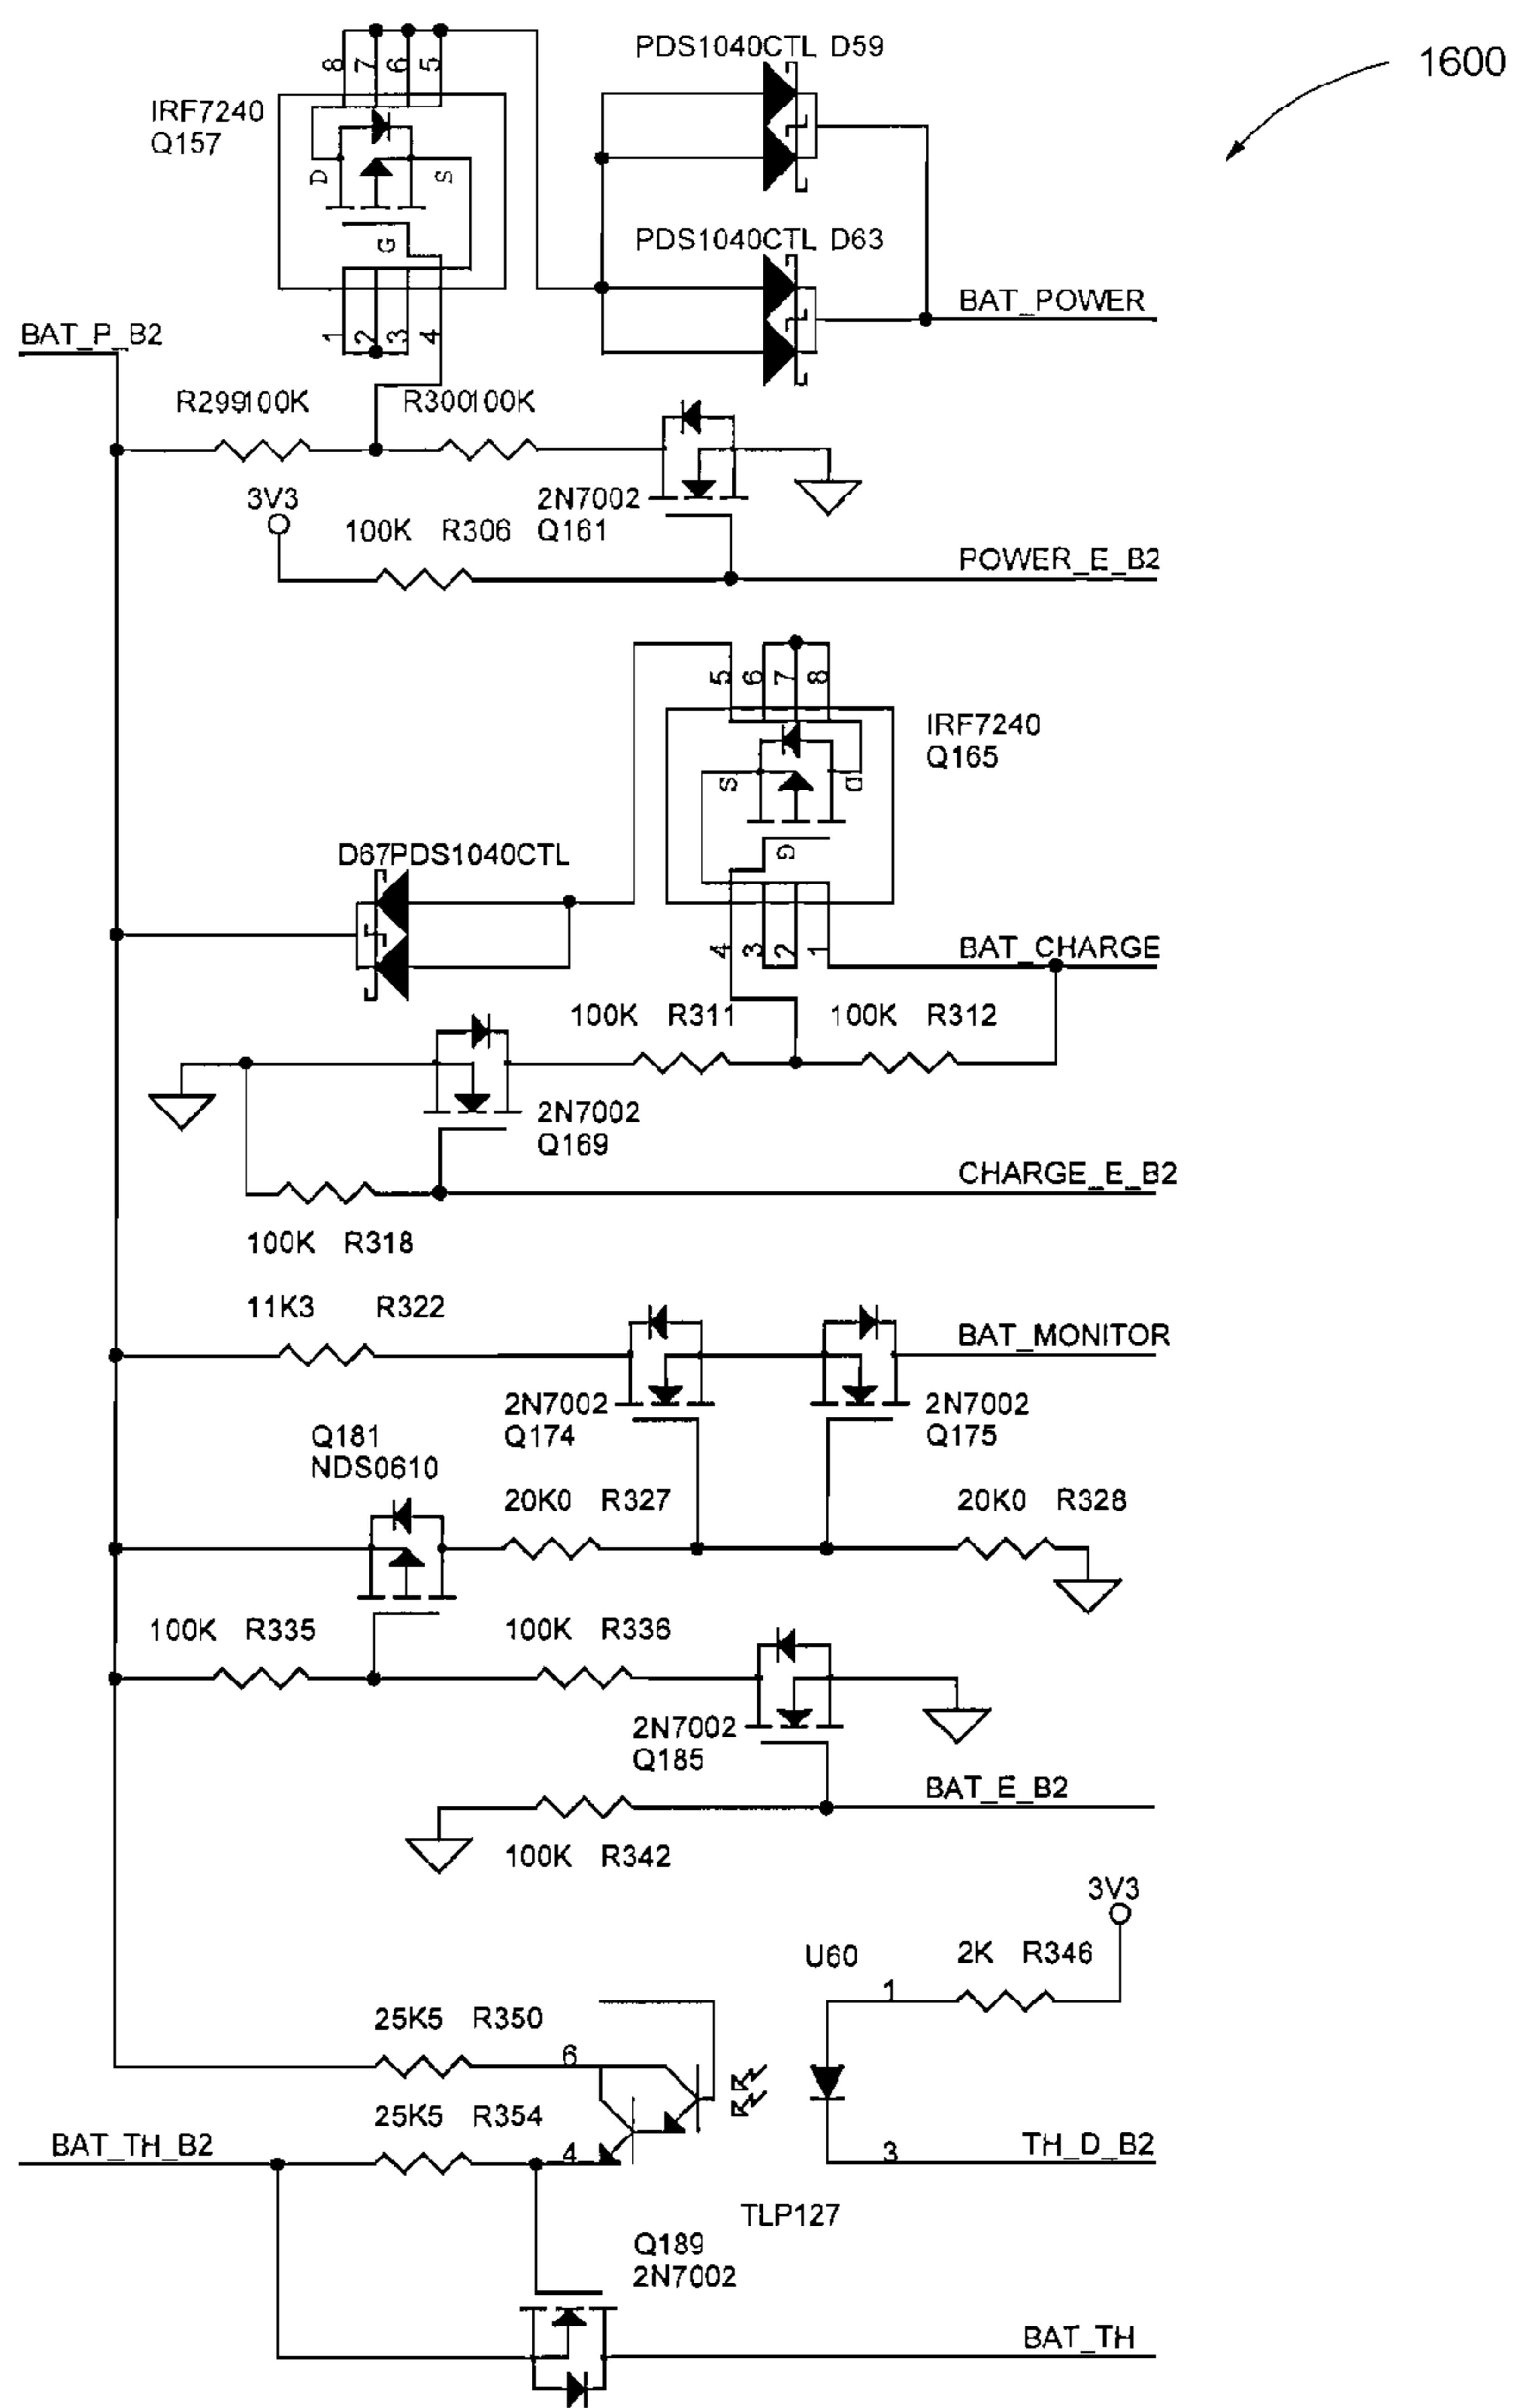 1600
PDS1040CTL D59
8 7 6 5
IRF7240
Q157
D S
G
PDS1040CTL D63
BAT_POWER
1 2 3 4
BAT_P_B2
R299100K R300100K
3V3
2N7002
Q161
100K R306
POWER_E_B2
5 6 7 8
IRF7240
Q165
S D
G
D67PDS1040CTL
4 3 2 1
BAT_CHARGE
100K R311 100K R312
2N7002
Q169
CHARGE_E_B2
100K R318
11K3 R322
BAT_MONITOR
2N7002
Q174
2N7002
Q175
Q181
NDS0610
20K0 R327
20K0 R328
100K R335
100K R336
2N7002
Q185
BAT_E_B2
100K R342
3V3
U60
2K R346
1
25K5 R350
6
25K5 R354
BAT_TH_B2
4
3
TH_D_B2
TLP127
Q189
2N7002
BAT_TH